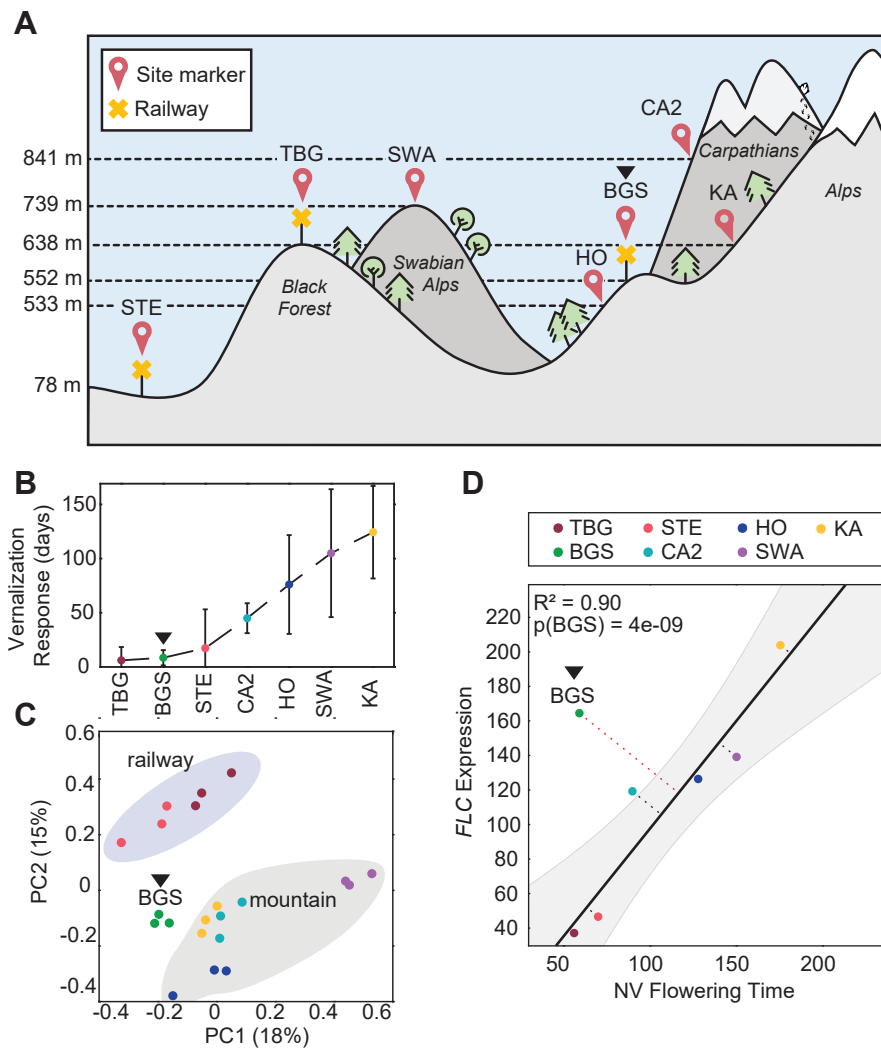 A
Site marker
Railway
841 m
739 m
638 m
552 m
533 m
78 m
STE
TBG
SWA
BGS
HO
CA2
KA
Black
Forest
Swabian
Alps
Carpathians
Alps
B
Vernalization
Response (days)
150
100
50
0
TBG
BGS
STE
CA2
HO
SWA
KA
C
0.6
0.4
0.2
0
-0.2
-0.4
PC2 (15%)
railway
BGS
mountain
-0.4
-0.2
0
0.2
0.4
0.6
PC1 (18%)
D
TBG
STE
HO
KA
BGS
CA2
SWA
R² = 0.90
p(BGS) = 4e-09
BGS
220
200
180
160
140
120
100
80
60
40
FLC Expression
50
100
150
200
NV Flowering Time